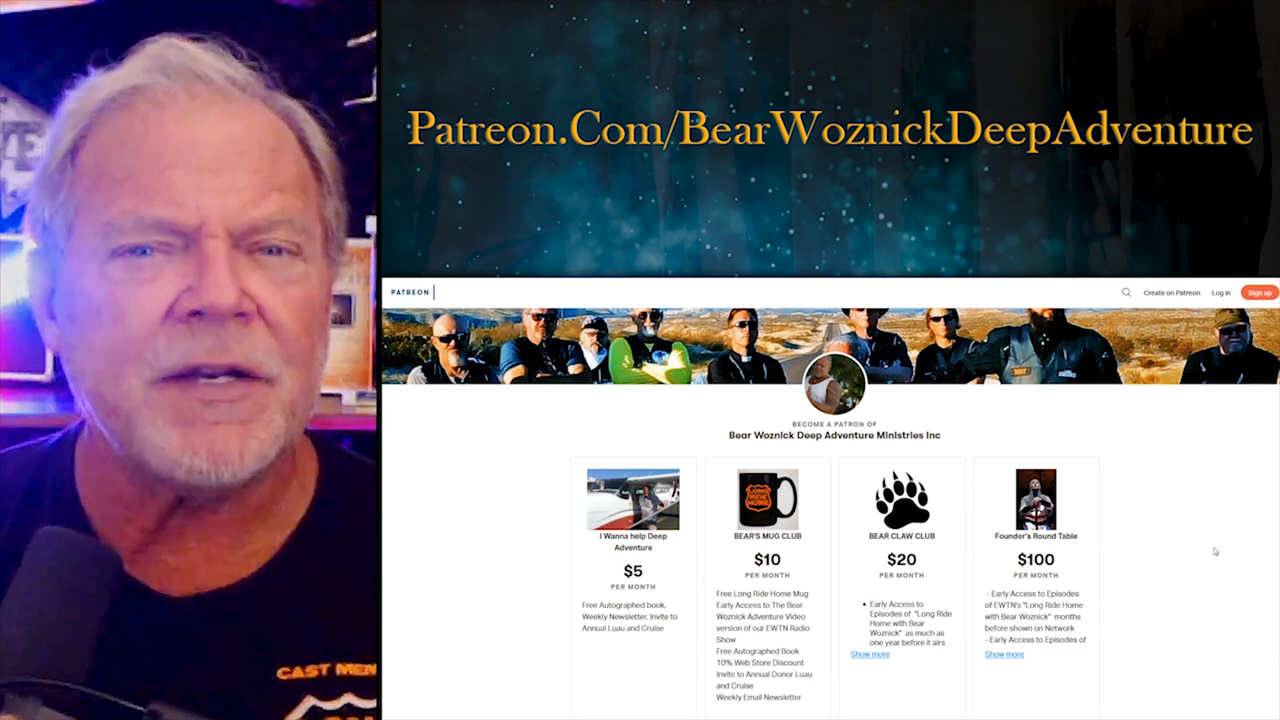 Patreon.Com/BearWoznickDeepAdventure
PATREON
Create on Patreon
Log in
Sign up
BECOME A PATRON OF
Bear Woznick Deep Adventure Ministries Inc
I Wanna help Deep
Adventure
$5
PER MONTH
Free Autographed book,
Weekly Newsletter, Invite to
Annual Luau and Cruise
LONG
RIDE
HOME
BEAR'S MUG CLUB
$10
PER MONTH
Free Long Ride Home Mug
Early Access to The Bear
Woznick Adventure Video
version of our EWTN Radio
Show
Free Autographed Book
10% Web Store Discount
Invite to Annual Donor Luau
and Cruise
Weekly Email Newsletter
BEAR CLAW CLUB
$20
PER MONTH
• Early Access to
Episodes of "Long Ride
Home with Bear
Woznick" as much as
one year before it airs
Show more
Founder's Round Table
$100
PER MONTH
- Early Access to Episodes
of EWTN's "Long Ride Home
with Bear Woznick" months
before shown on Network
- Early Access to Episodes of
Show more
CAST MEM